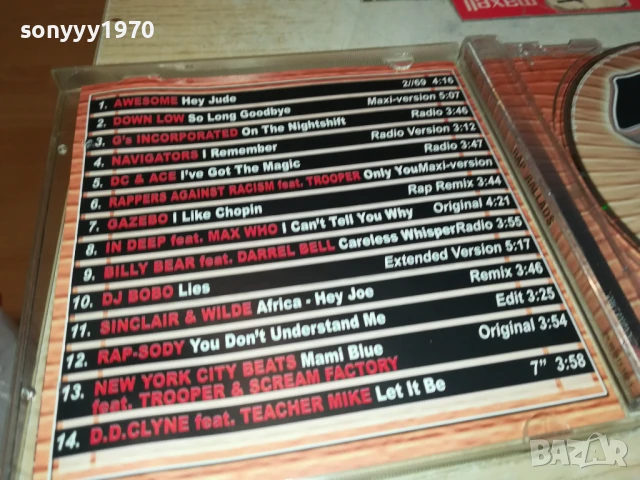 sonyyy1970
maxell
2//69 4:16
1. AWESOME Hey Jude Maxi-version 5:07
2. DOWN LOW So Long Goodbye Radio 3:46
3. G's INCORPORATED On The Nightshift Radio Version 3:12
4. NAVIGATORS I Remember Radio 3:47
5. DC & ACE I've Got The Magic
6. RAPPERS AGAINST RACISM feat. TROOPER Only You Maxi-version
7. GAZEBO I Like Chopin Rap Remix 3:44
8. IN DEEP feat. MAX WHO I Can't Tell You Why Original 4:21
9. BILLY BEAR feat. DARREL BELL Careless Whisper Radio 3:55
10. DJ BOBO Lies Extended Version 5:17
11. SINCLAIR & WILDE Africa - Hey Joe Remix 3:46
12. RAP-SODY You Don't Understand Me Edit 3:25
13. NEW YORK CITY BEATS Mami Blue Original 3:54
feat. TROOPER & SCREAM FACTORY
14. D.D.CLYNE feat. TEACHER MIKE Let It Be 7" 3:58
RAP BALLADS
sonyyy1970
BAZAR
bg